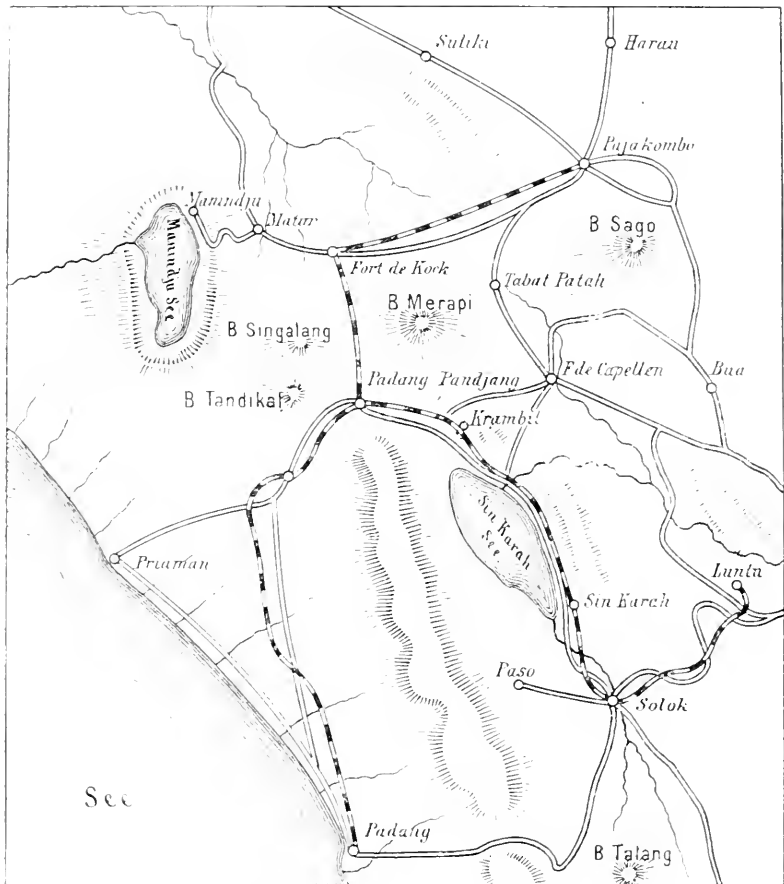 Suliki
Haran
Pajakombo
Manindju
Matur
Manindju See
B Sago
Fort de Kock
Tabat Patah
B Merapi
B Singalang
Padang Pandjang
F de Capellen
Bua
B Tandikat
Krambil
Sin Karah
See
Priaman
Lunta
Sin Karah
Paso
Solok
See
Padang
B Talang